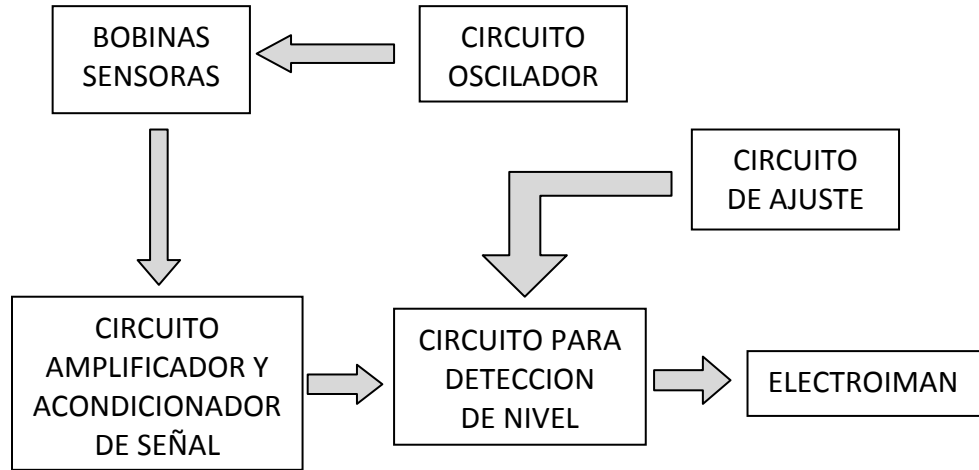 BOBINAS
SENSORAS
CIRCUITO
OSCILADOR
CIRCUITO
DE AJUSTE
CIRCUITO
AMPLIFICADOR Y
ACONDICIONADOR
DE SEÑAL
CIRCUITO PARA
DETECCION
DE NIVEL
ELECTROIMAN